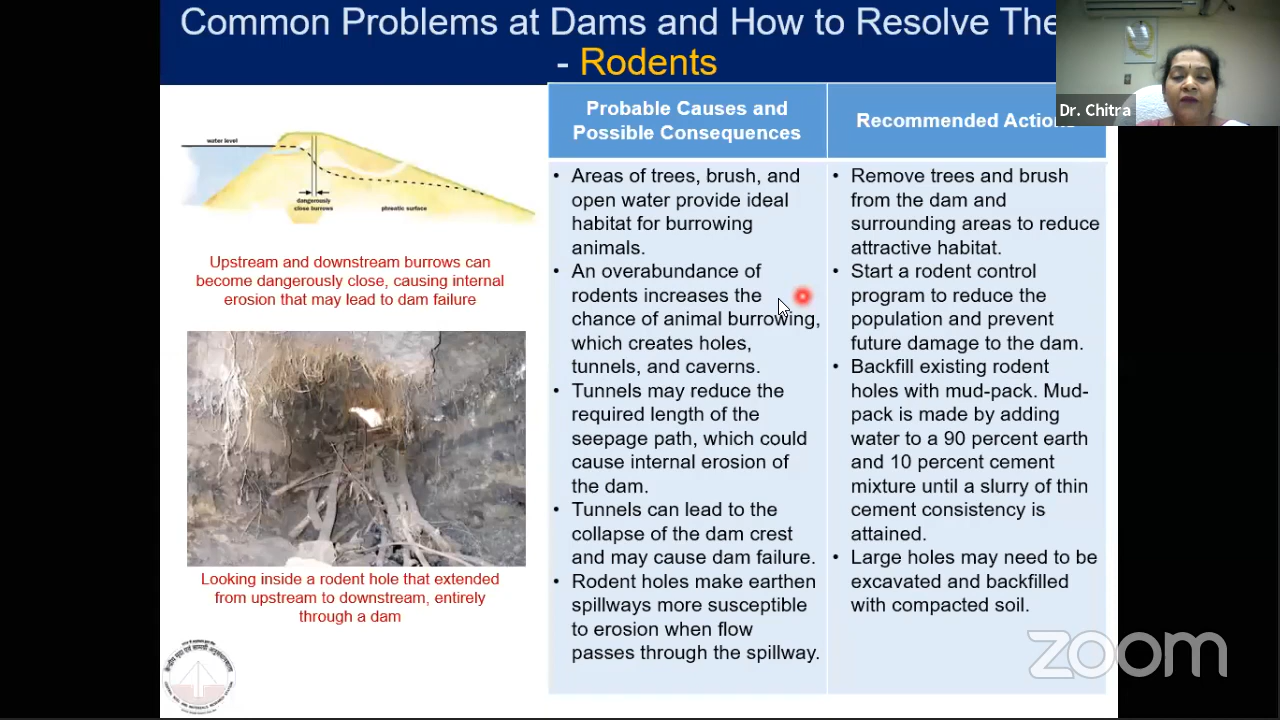 Common Problems at Dams and How to Resolve The
- Rodents
Dr. Chitra
Probable Causes and
Possible Consequences
Recommended Action
water level
dangerously
close burrows
phreatic surface
Upstream and downstream burrows can
become dangerously close, causing internal
erosion that may lead to dam failure
Looking inside a rodent hole that extended
from upstream to downstream, entirely
through a dam
• Areas of trees, brush, and
open water provide ideal
habitat for burrowing
animals.
• An overabundance of
rodents increases the
chance of animal burrowing,
which creates holes,
tunnels, and caverns.
• Tunnels may reduce the
required length of the
seepage path, which could
cause internal erosion of
the dam.
• Tunnels can lead to the
collapse of the dam crest
and may cause dam failure.
• Rodent holes make earthen
spillways more susceptible
to erosion when flow
passes through the spillway.
• Remove trees and brush
from the dam and
surrounding areas to reduce
attractive habitat.
• Start a rodent control
program to reduce the
population and prevent
future damage to the dam.
• Backfill existing rodent
holes with mud-pack. Mud-
pack is made by adding
water to a 90 percent earth
and 10 percent cement
mixture until a slurry of thin
cement consistency is
attained.
• Large holes may need to be
excavated and backfilled
with compacted soil.
zoom